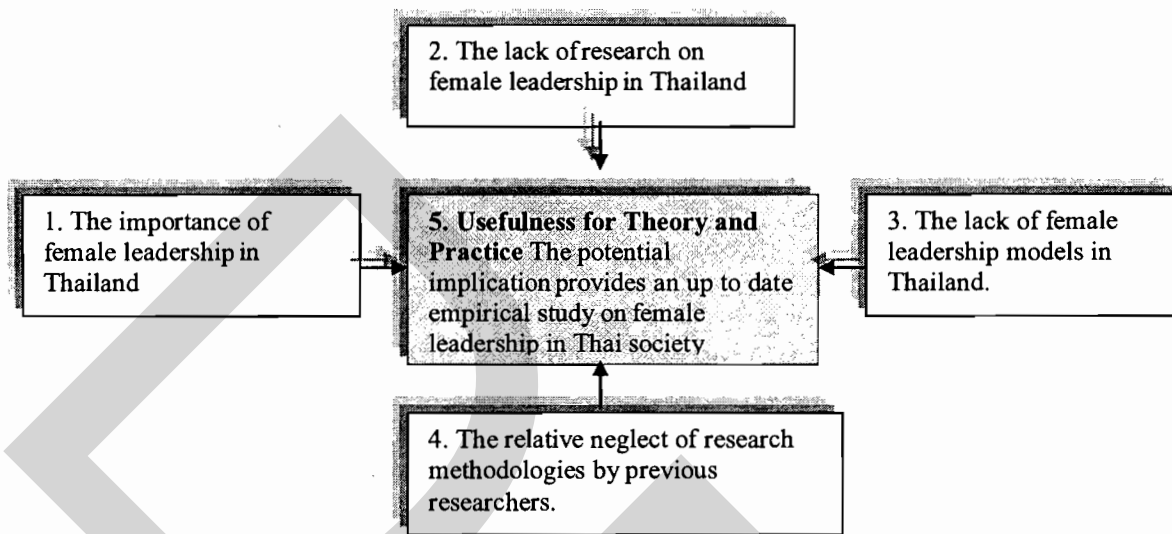 2. The lack of research on
female leadership in Thailand
1. The importance of
female leadership in
Thailand
5. Usefulness for Theory and
Practice The potential
implication provides an up to date
empirical study on female
leadership in Thai society
3. The lack of female
leadership models in
Thailand.
4. The relative neglect of research
methodologies by previous
researchers.